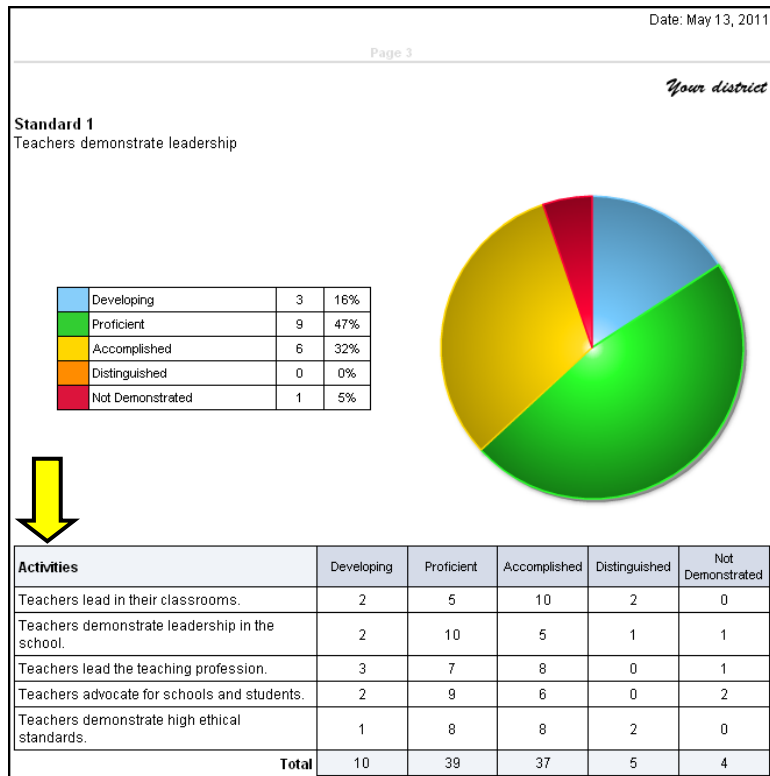 Date: May 13, 2011
Page 3
Your district
Standard 1
Teachers demonstrate leadership
Developing 3 16%
Proficient 9 47%
Accomplished 6 32%
Distinguished 0 0%
Not Demonstrated 1 5%
Activities Developing Proficient Accomplished Distinguished Not
Demonstrated
Teachers lead in their classrooms. 2 5 10 2 0
Teachers demonstrate leadership in the
school. 2 10 5 1 1
Teachers lead the teaching profession. 3 7 8 0 1
Teachers advocate for schools and students. 2 9 6 0 2
Teachers demonstrate high ethical
standards. 1 8 8 2 0
Total 10 39 37 5 4